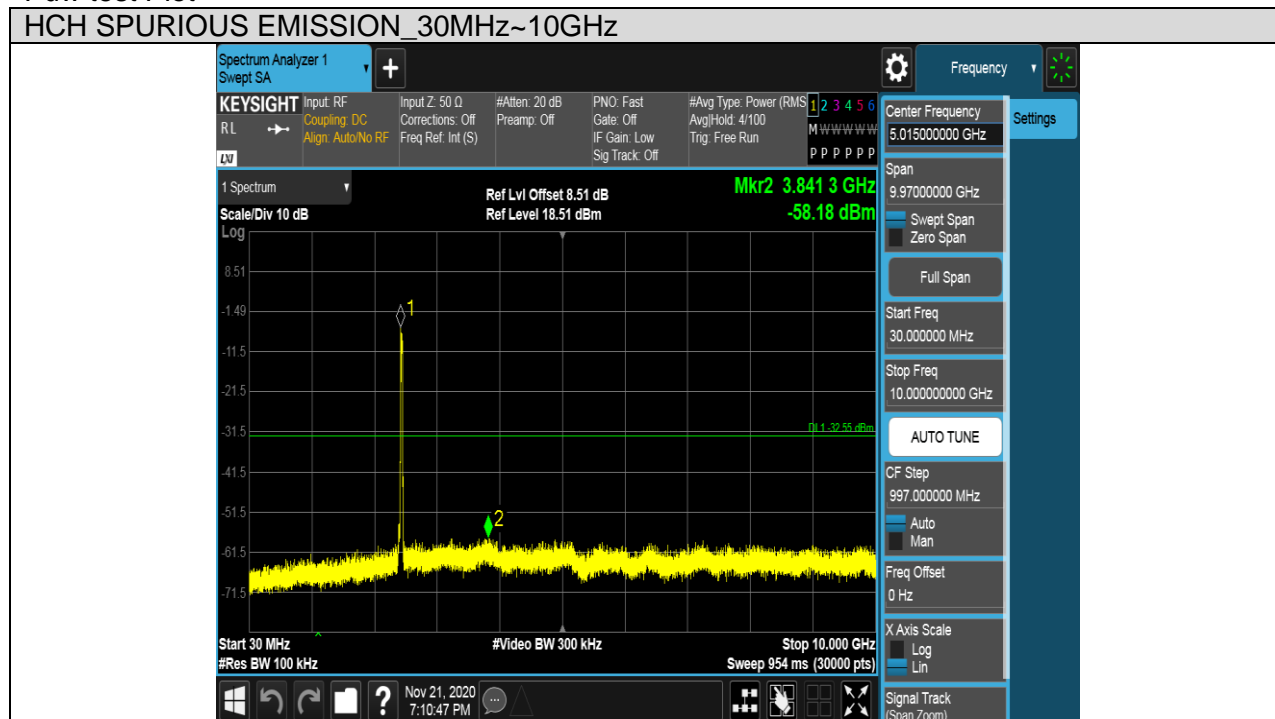 HCH SPURIOUS EMISSION_30MHz~10GHz
Spectrum Analyzer 1
Swept SA
+
Frequency
KEYSIGHT
RL
LXI
Input: RF
Coupling: DC
Align: Auto/No RF
Input Z: 50 Ω
Corrections: Off
Freq Ref: Int (S)
#Atten: 20 dB
Preamp: Off
PNO: Fast
Gate: Off
IF Gain: Low
Sig Track: Off
#Avg Type: Power (RMS
Avg|Hold: 4/100
Trig: Free Run
1 2 3 4 5 6
M W W W W W
P P P P P P
Center Frequency
5.015000000 GHz
Settings
1 Spectrum
Ref Lvl Offset 8.51 dB
Mkr2 3.841 3 GHz
Scale/Div 10 dB
Ref Level 18.51 dBm
-58.18 dBm
Log
8.51
-1.49
-11.5
-21.5
-31.5
-41.5
-51.5
-61.5
-71.5
1
DL1 -32.55 dBm
2
Start 30 MHz
#Video BW 300 kHz
Stop 10.000 GHz
#Res BW 100 kHz
Sweep 954 ms (30000 pts)
Span
9.97000000 GHz
Swept Span
Zero Span
Full Span
Start Freq
30.000000 MHz
Stop Freq
10.000000000 GHz
AUTO TUNE
CF Step
997.000000 MHz
Auto
Man
Freq Offset
0 Hz
X Axis Scale
Log
Lin
Signal Track
(Span Zoom)
?
Nov 21, 2020
7:10:47 PM